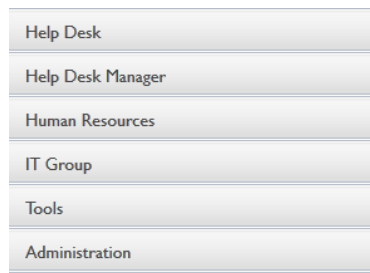 Help Desk
Help Desk Manager
Human Resources
IT Group
Tools
Administration